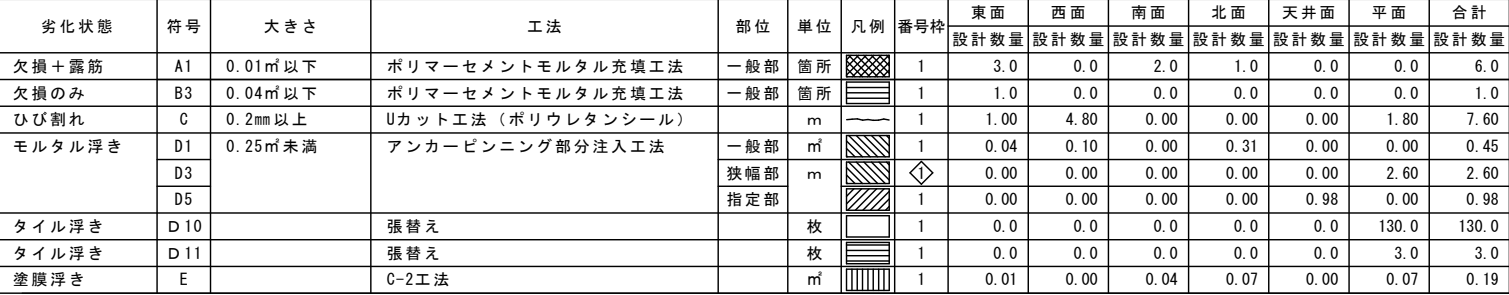 劣化状態 符号 大きさ 工法 部位 単位 凡例 番号枠 東面 西面 南面 北面 天井面 平面 合計
設計数量 設計数量 設計数量 設計数量 設計数量 設計数量 設計数量
欠損＋露筋 A1 0.01㎡以下 ポリマーセメントモルタル充填工法 一般部 箇所 1 3.0 0.0 2.0 1.0 0.0 0.0 6.0
欠損のみ B3 0.04㎡以下 ポリマーセメントモルタル充填工法 一般部 箇所 1 1.0 0.0 0.0 0.0 0.0 0.0 1.0
ひび割れ C 0.2mm以上 Uカット工法（ポリウレタンシール） m 1 1.00 4.80 0.00 0.00 0.00 1.80 7.60
モルタル浮き D1 0.25㎡未満 アンカーピンニング部分注入工法 一般部 ㎡ 1 0.04 0.10 0.00 0.31 0.00 0.00 0.45
D3 狭幅部 m 1 0.00 0.00 0.00 0.00 0.00 2.60 2.60
D5 指定部 1 0.00 0.00 0.00 0.00 0.98 0.00 0.98
タイル浮き Ｄ10 張替え 枚 1 0.0 0.0 0.0 0.0 0.0 130.0 130.0
タイル浮き Ｄ11 張替え 枚 1 0.0 0.0 0.0 0.0 0.0 3.0 3.0
塗膜浮き E C-2工法 ㎡ 1 0.01 0.00 0.04 0.07 0.00 0.07 0.19